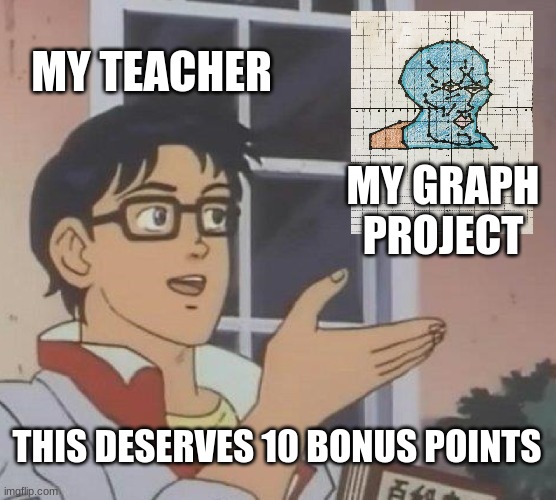 MY TEACHER
MY GRAPH
PROJECT
THIS DESERVES 10 BONUS POINTS
imgflip.com